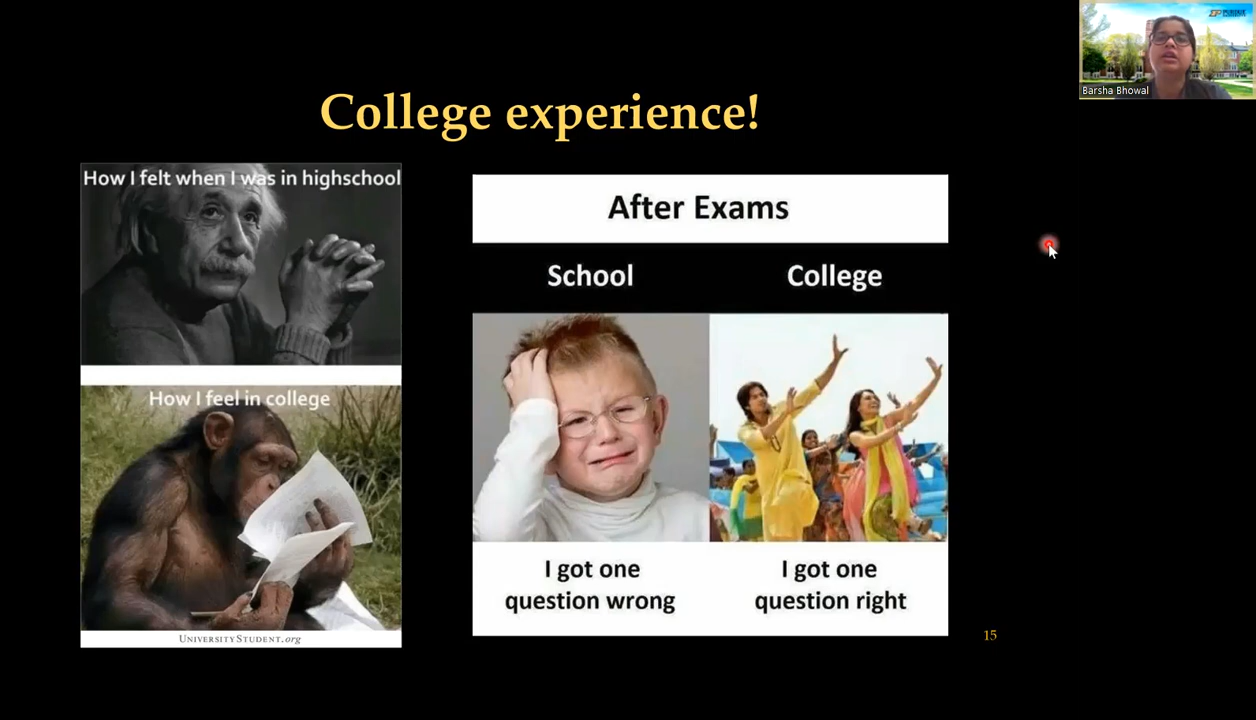 College experience!
How I felt when I was in highschool
How I feel in college
UNIVERSITYSTUDENT.org
After Exams
School
College
I got one
question wrong
I got one
question right
15
PURDUE
Barsha Bhowal